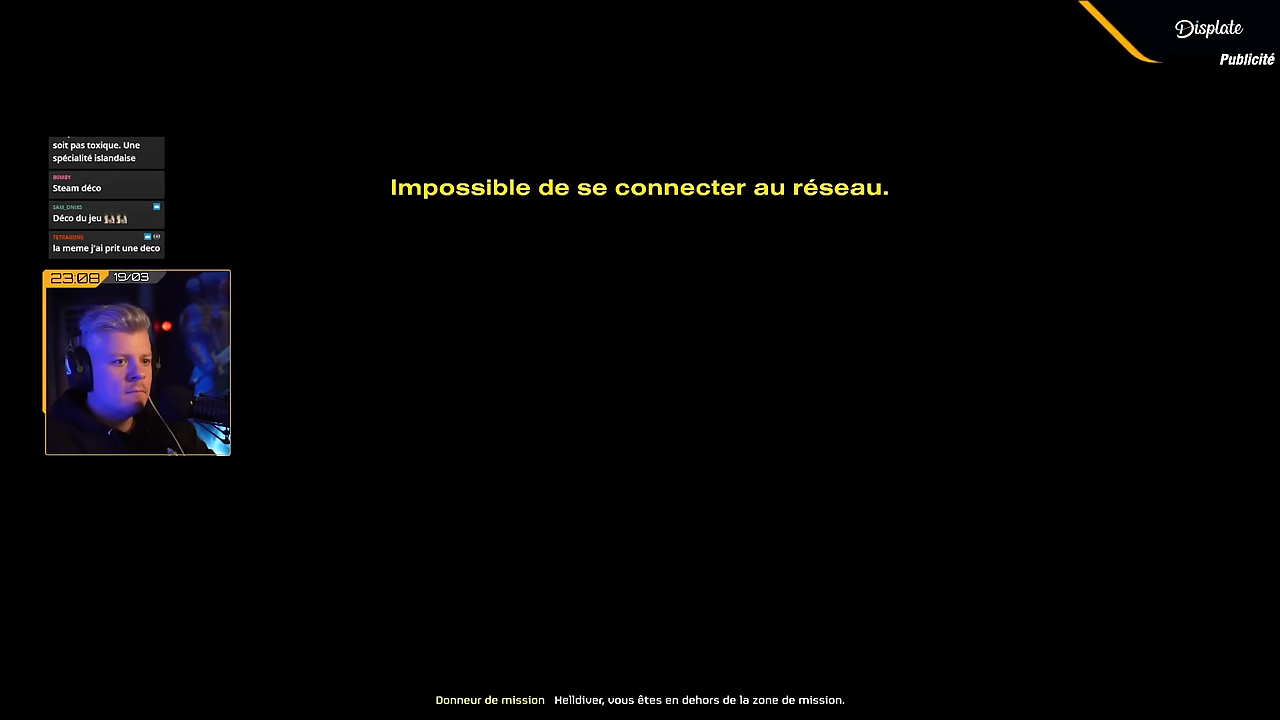 Displate
Publicité
soit pas toxique. Une
spécialité islandaise
Steam déco
SAM_ONIES
Déco du jeu
TETRAGONE
la meme j'ai prit une deco
Impossible de se connecter au réseau.
23:08 19/03
Donneur de mission Helldiver, vous êtes en dehors de la zone de mission.